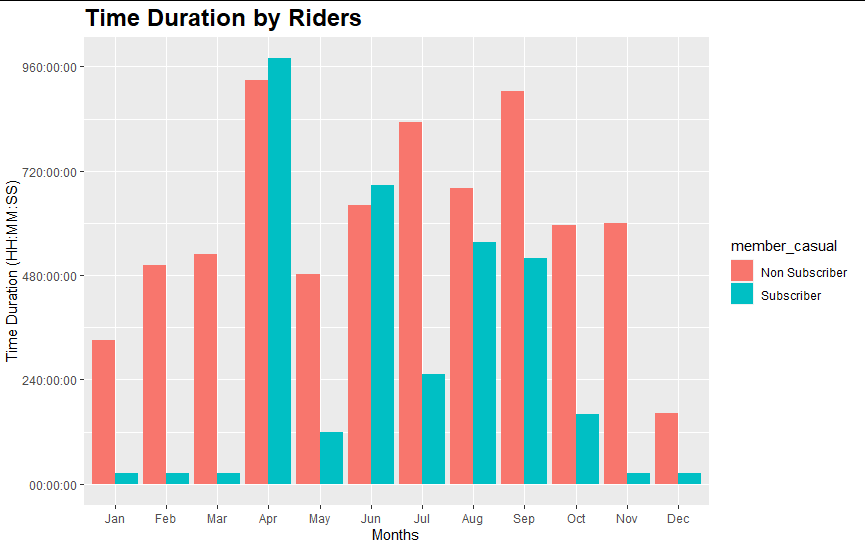 Time Duration by Riders
Time Duration (HH:MM:SS)
960:00:00
720:00:00
480:00:00
240:00:00
00:00:00
Jan Feb Mar Apr May Jun Jul Aug Sep Oct Nov Dec
Months
member_casual
Non Subscriber
Subscriber